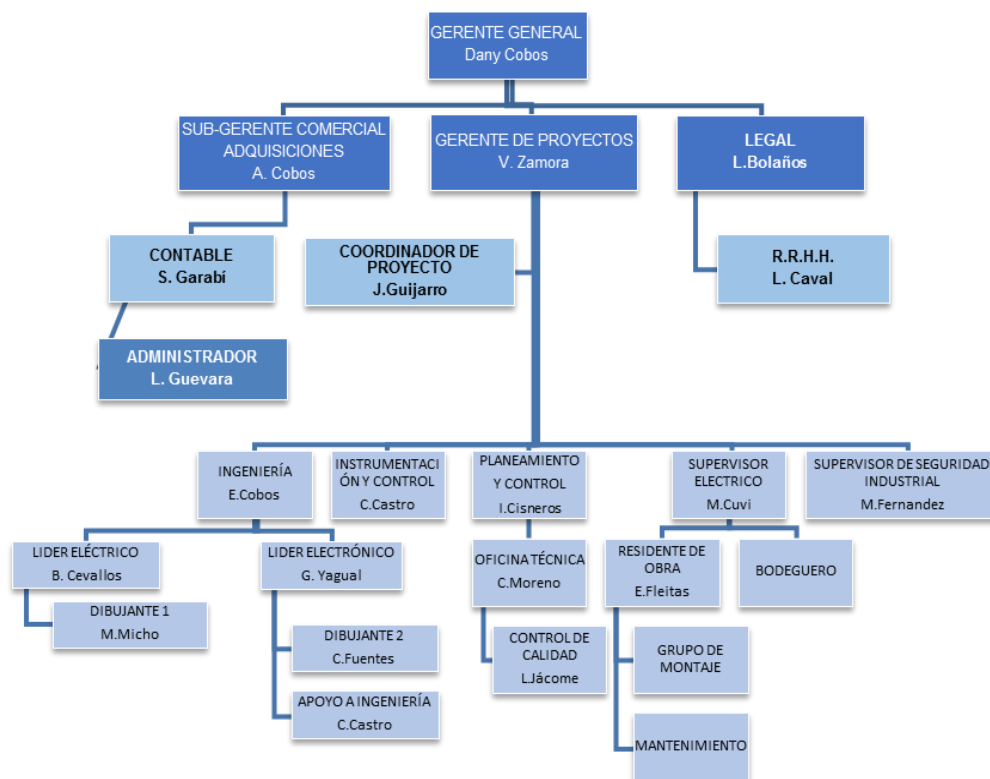 GERENTE GENERAL
Dany Cobos
SUB-GERENTE COMERCIAL
ADQUISICIONES
A. Cobos
GERENTE DE PROYECTOS
V. Zamora
LEGAL
L.Bolaños
CONTABLE
S. Garabí
COORDINADOR DE
PROYECTO
J.Guijarro
R.R.H.H.
L. Caval
ADMINISTRADOR
L. Guevara
INGENIERÍA
E.Cobos
INSTRUMENTACI
ÓN Y CONTROL
C.Castro
PLANEAMIENTO
Y CONTROL
I.Cisneros
SUPERVISOR
ELECTRICO
M.Cuvi
SUPERVISOR DE SEGURIDAD
INDUSTRIAL
M.Fernandez
LIDER ELÉCTRICO
B. Cevallos
LIDER ELECTRÓNICO
G. Yagual
OFICINA TÉCNICA
C.Moreno
RESIDENTE DE
OBRA
E.Fleitas
BODEGUERO
DIBUJANTE 1
M.Micho
DIBUJANTE 2
C.Fuentes
CONTROL DE
CALIDAD
L.Jácome
GRUPO DE
MONTAJE
APOYO A INGENIERÍA
C.Castro
MANTENIMIENTO